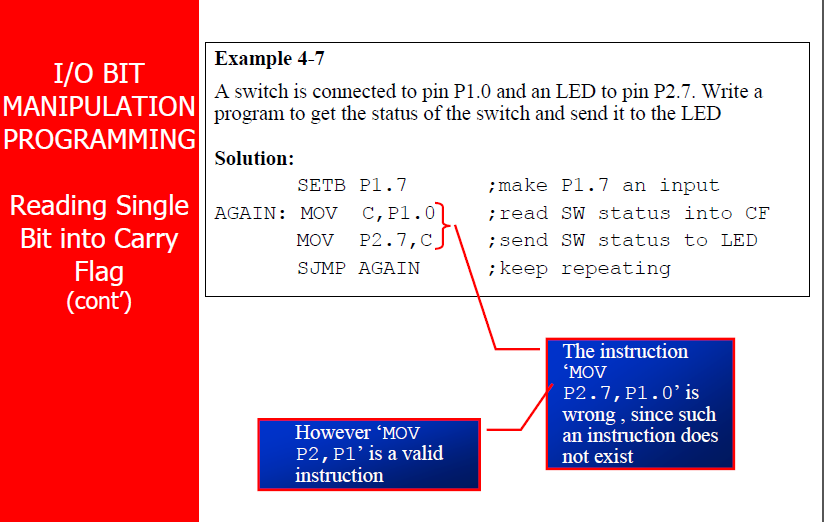 I/O BIT
MANIPULATION
PROGRAMMING
Reading Single
Bit into Carry
Flag
(cont’)
Example 4-7
A switch is connected to pin P1.0 and an LED to pin P2.7. Write a
program to get the status of the switch and send it to the LED
Solution:
SETB P1.7 ;make P1.7 an input
AGAIN: MOV C,P1.0 ;read SW status into CF
MOV P2.7,C ;send SW status to LED
SJMP AGAIN ;keep repeating
The instruction
‘MOV
P2.7,P1.0’ is
wrong , since such
an instruction does
not exist
However ‘MOV
P2,P1’ is a valid
instruction